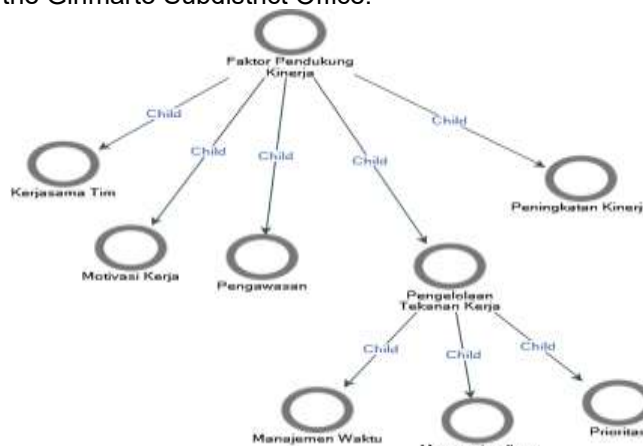 the Girimarto Subdistrict Office.
Faktor Pendukung
Kinerja
Child
Child
Child
Child
Child
Kerjasama Tim
Motivasi Kerja
Pengawasan
Pengelolaan
Tekanan Kerja
Peningkatan Kinerj
Child
Child
Child
Manajemen Waktu
Prioritas